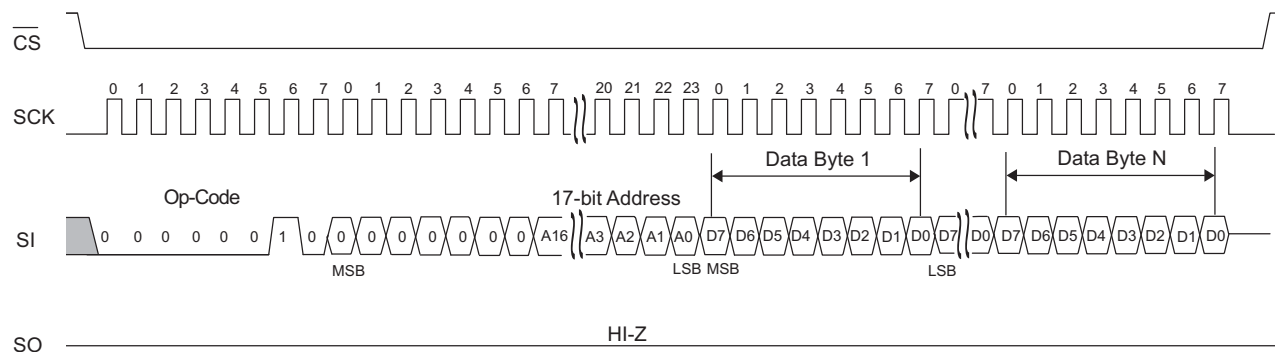 CS
0 1 2 3 4 5 6 7 0 1 2 3 4 5 6 7 20 21 22 23 0 1 2 3 4 5 6 7 0 7 0 1 2 3 4 5 6 7
SCK
Data Byte 1 Data Byte N
Op-Code 17-bit Address
SI 0 0 0 0 0 0 1 0 0 0 0 0 0 0 0 A16 A3 A2 A1 A0 D7 D6 D5 D4 D3 D2 D1 D0 D7 D0 D7 D6 D5 D4 D3 D2 D1 D0
MSB LSB MSB LSB
HI-Z
SO